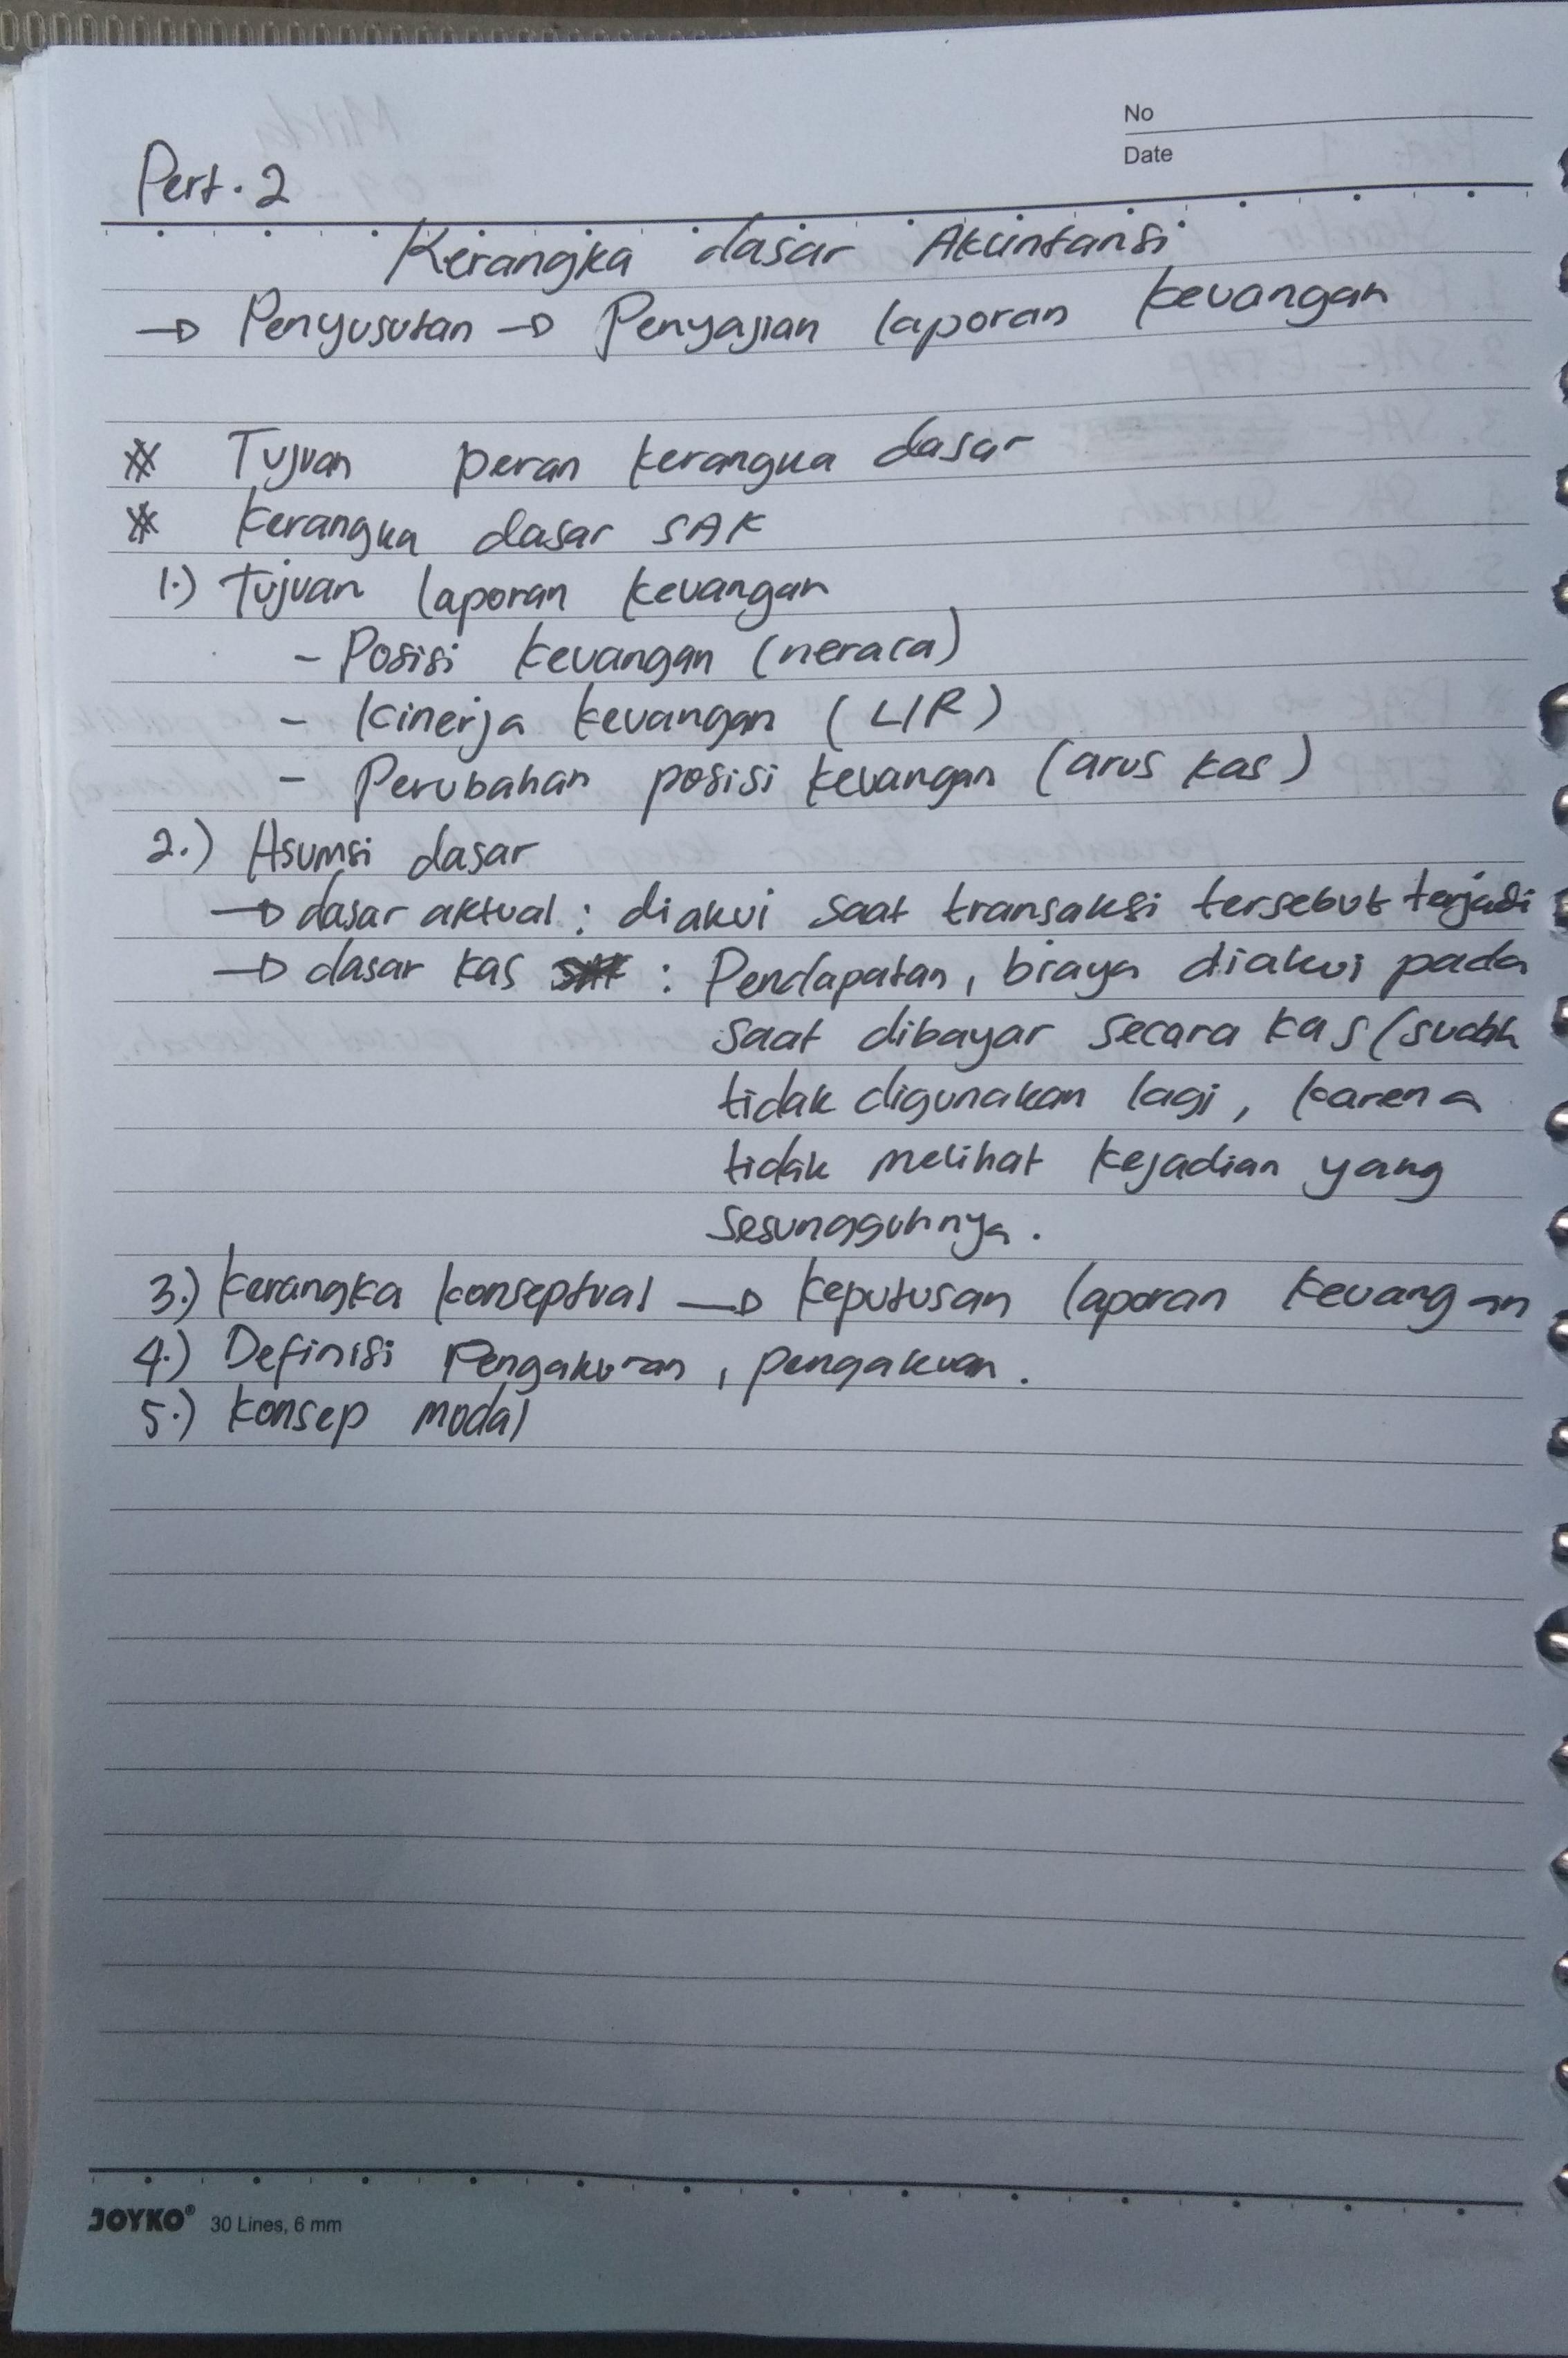 No
Date
Pert. 2
Kerangka dasar Akuntansi
→ Penyusutan → Penyajian laporan keuangan
* Tujuan peran kerangka dasar
* Kerangka dasar SAK
1.) Tujuan laporan keuangan
- Posisi keuangan (neraca)
- Kinerja keuangan (L/R)
- Perubahan posisi keuangan (arus kas)
2.) Asumsi dasar
→ dasar aktual : diakui saat transaksi tersebut terjadi
→ dasar kas : Pendapatan, biaya diakui pada
saat dibayar secara kas (sudah
tidak digunakan lagi, karena
tidak melihat kejadian yang
sesungguhnya.
3.) Kerangka konseptual → keputusan laporan keuangan
4.) Definisi Pengakuran, pengakuan.
5.) Konsep modal
JOYKO® 30 Lines, 6 mm